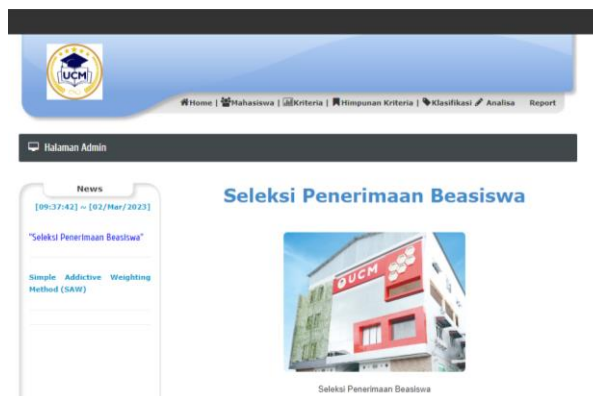 UCM
Home | Mahasiswa | Kriteria | Himpunan Kriteria | Klasifikasi Analisa Report
Halaman Admin
News
[09:37:42] ~ [02/Mar/2023]
"Seleksi Penerimaan Beasiswa"
Simple Addictive Weighting
Method (SAW)
Seleksi Penerimaan Beasiswa
UCM
Seleksi Penerimaan Beasiswa